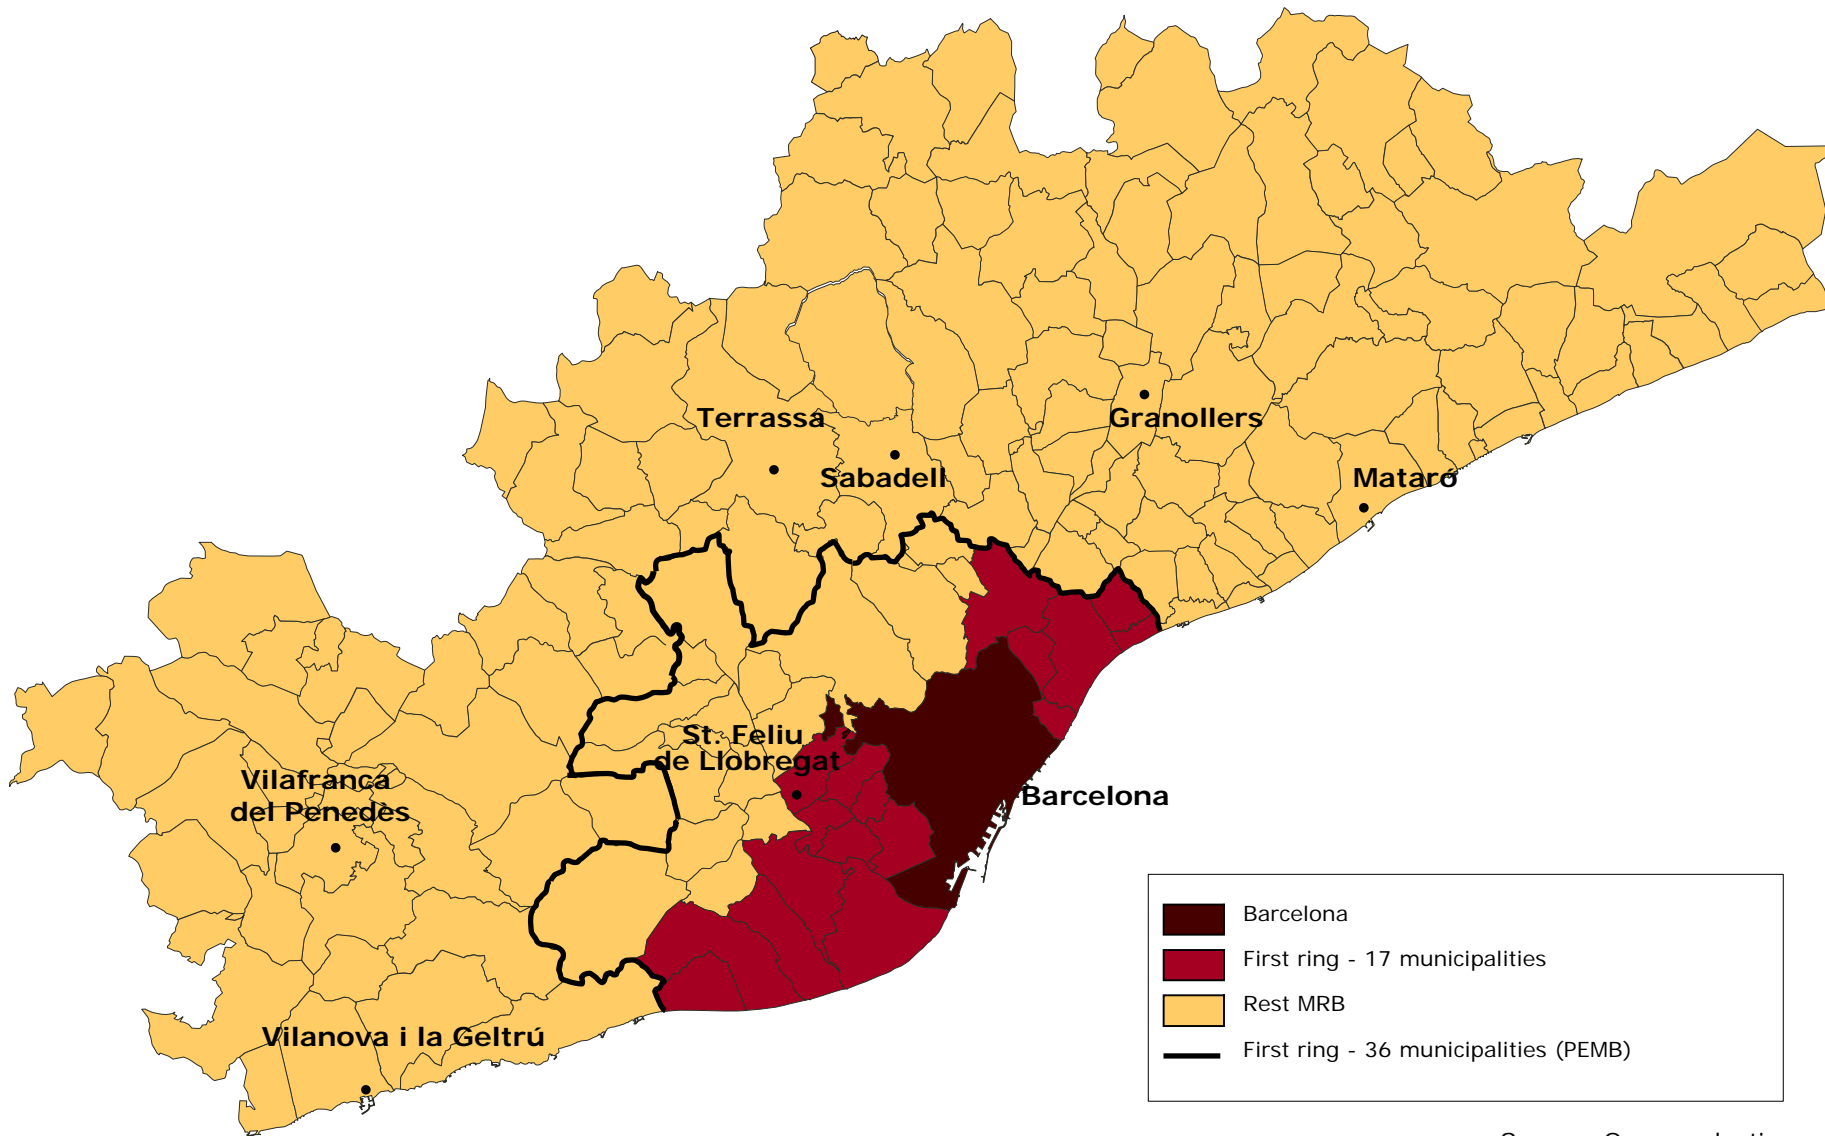 Terrassa
Granollers
Sabadell
Mataró
St. Feliu
de Llobregat
Vilafranca
del Penedès
Barcelona
Vilanova i la Geltrú
Barcelona
First ring - 17 municipalities
Rest MRB
First ring - 36 municipalities (PEMB)